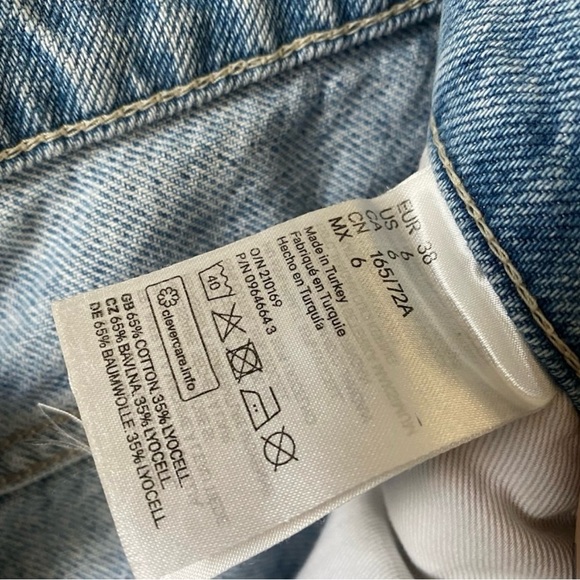 EUR 38
US 6
CA
CN 165/72A
MX 6
Made in Turkey
Fabriqué en Turquie
Hecho en Turquía
O/N 210169
P/N 0964664.3
40
clevercare.info
GB 65% COTTON. 35% LYOCELL
CZ 65% BAVLNA. 35% LYOCELL
DE 65% BAUMWOLLE 35% LYOCELL